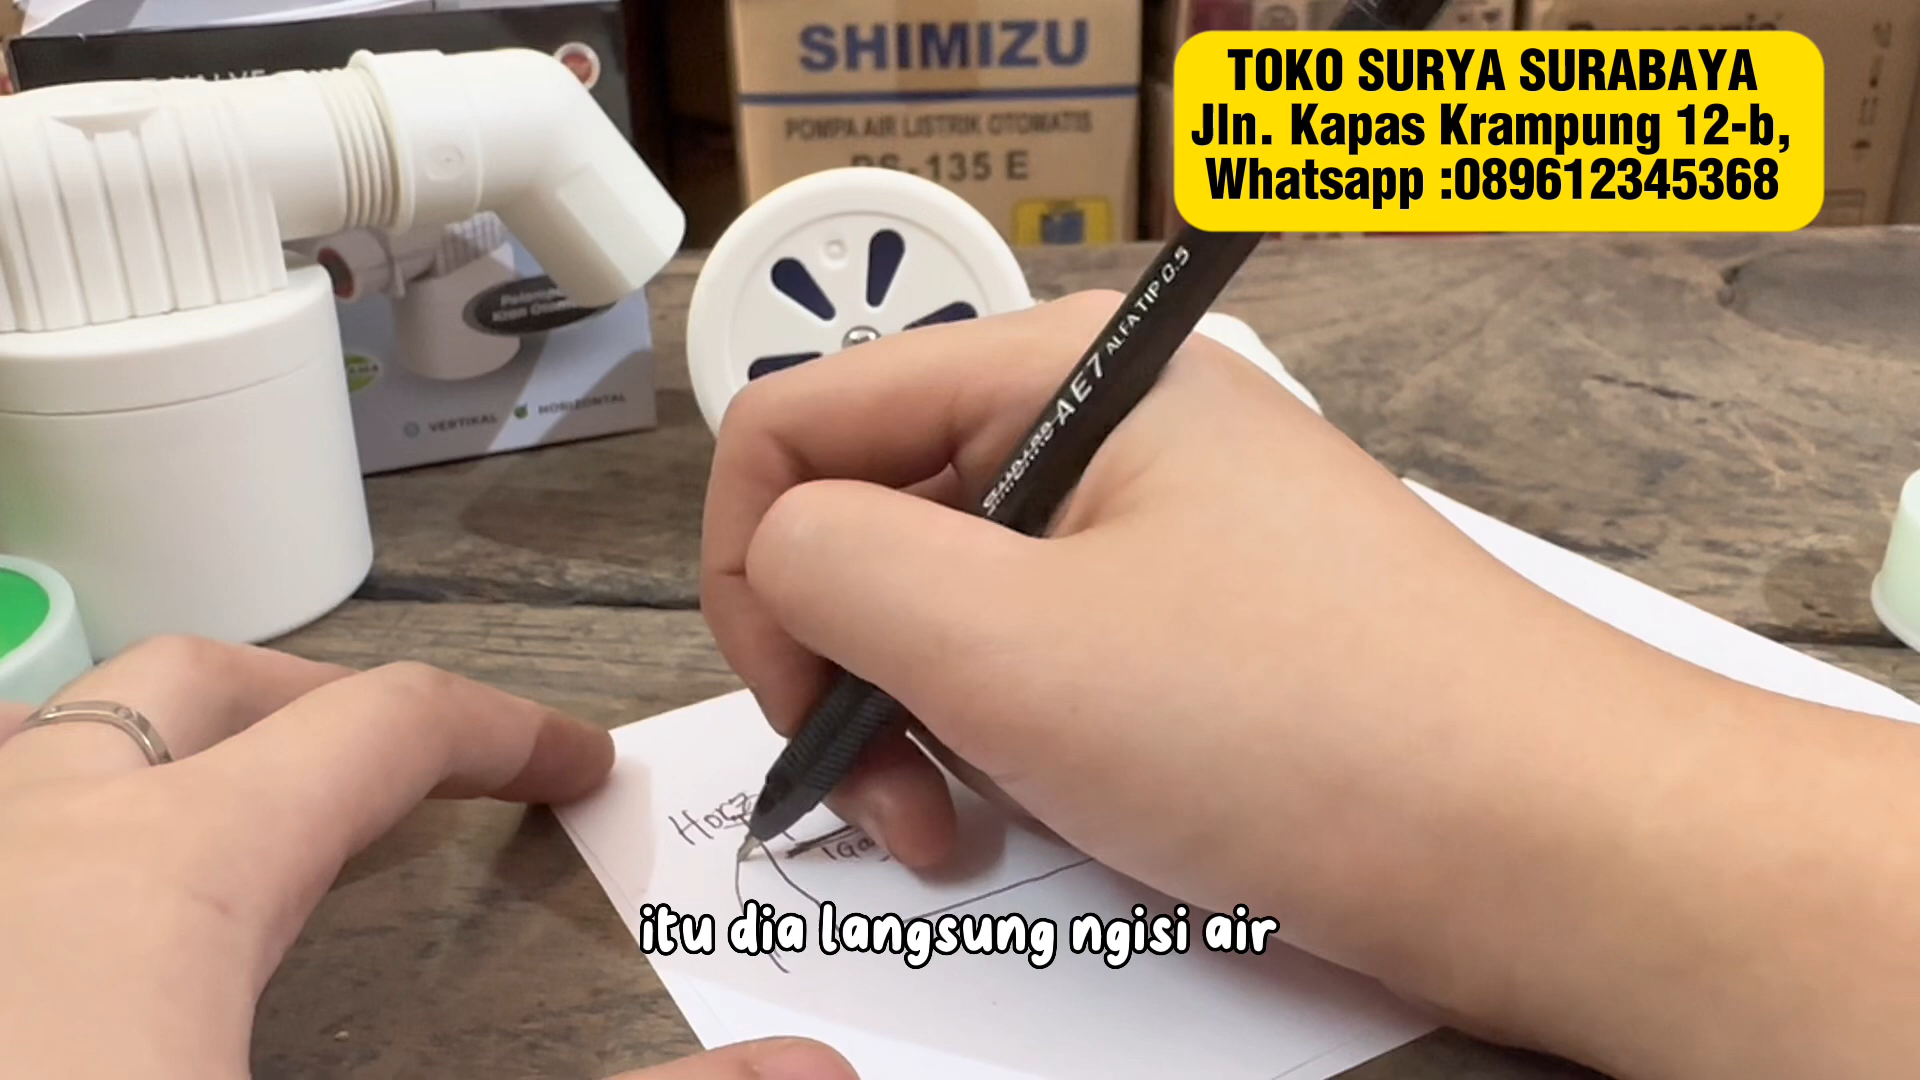 TOKO SURYA SURABAYA
Jln. Kapas Krampung 12-b,
Whatsapp :089612345368
SHIMIZU
POMPA AIR LISTRIK OTOMATIS
PS-135 E
VERTIKAL
HORIZONTAL
STANDARD AE7 ALFA TIP 0.5
itu dia langsung ngisi air